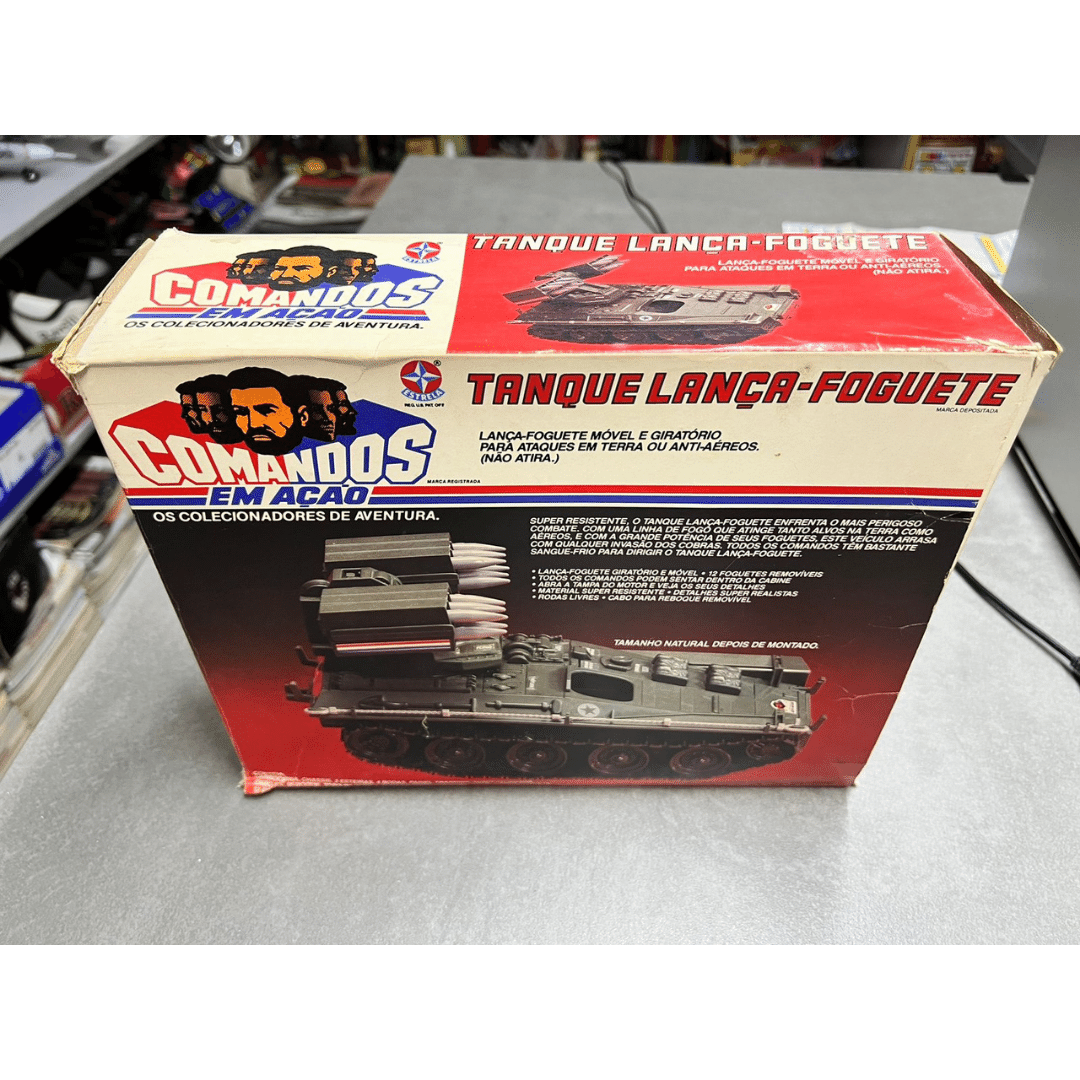 COMANDOS
EM AÇÃO
OS COLECIONADORES DE AVENTURA.
ESTRELA
TANQUE LANÇA-FOGUETE
LANÇA-FOGUETE MÓVEL E GIRATÓRIO
PARA ATAQUES EM TERRA OU ANTI-AÉREOS.
(NÃO ATIRA.)
COMANDOS
MARCA REGISTRADA
EM AÇÃO
OS COLECIONADORES DE AVENTURA.
ESTRELA
®
REG. U.S. PAT. OFF.
TANQUE LANÇA-FOGUETE
MARCA DEPOSITADA
LANÇA-FOGUETE MÓVEL E GIRATÓRIO
PARA ATAQUES EM TERRA OU ANTI-AÉREOS.
(NÃO ATIRA.)
SUPER RESISTENTE, O TANQUE LANÇA-FOGUETE ENFRENTA O MAIS PERIGOSO
COMBATE. COM UMA LINHA DE FOGO QUE ATINGE TANTO ALVOS NA TERRA COMO
AÉREOS, E COM A GRANDE POTÊNCIA DE SEUS FOGUETES, ESTE VEÍCULO ARRASA
COM QUALQUER INVASÃO DOS COBRAS. TODOS OS COMANDOS TÊM BASTANTE
SANGUE-FRIO PARA DIRIGIR O TANQUE LANÇA-FOGUETE.
• LANÇA-FOGUETE GIRATÓRIO E MÓVEL • 12 FOGUETES REMOVÍVEIS
• TODOS OS COMANDOS PODEM SENTAR DENTRO DA CABINE
• ABRA A TAMPA DO MOTOR E VEJA OS SEUS DETALHES
• MATERIAL SUPER RESISTENTE • DETALHES SUPER REALISTAS
• RODAS LIVRES • CABO PARA REBOQUE REMOVÍVEL
TAMANHO NATURAL DEPOIS DE MONTADO.